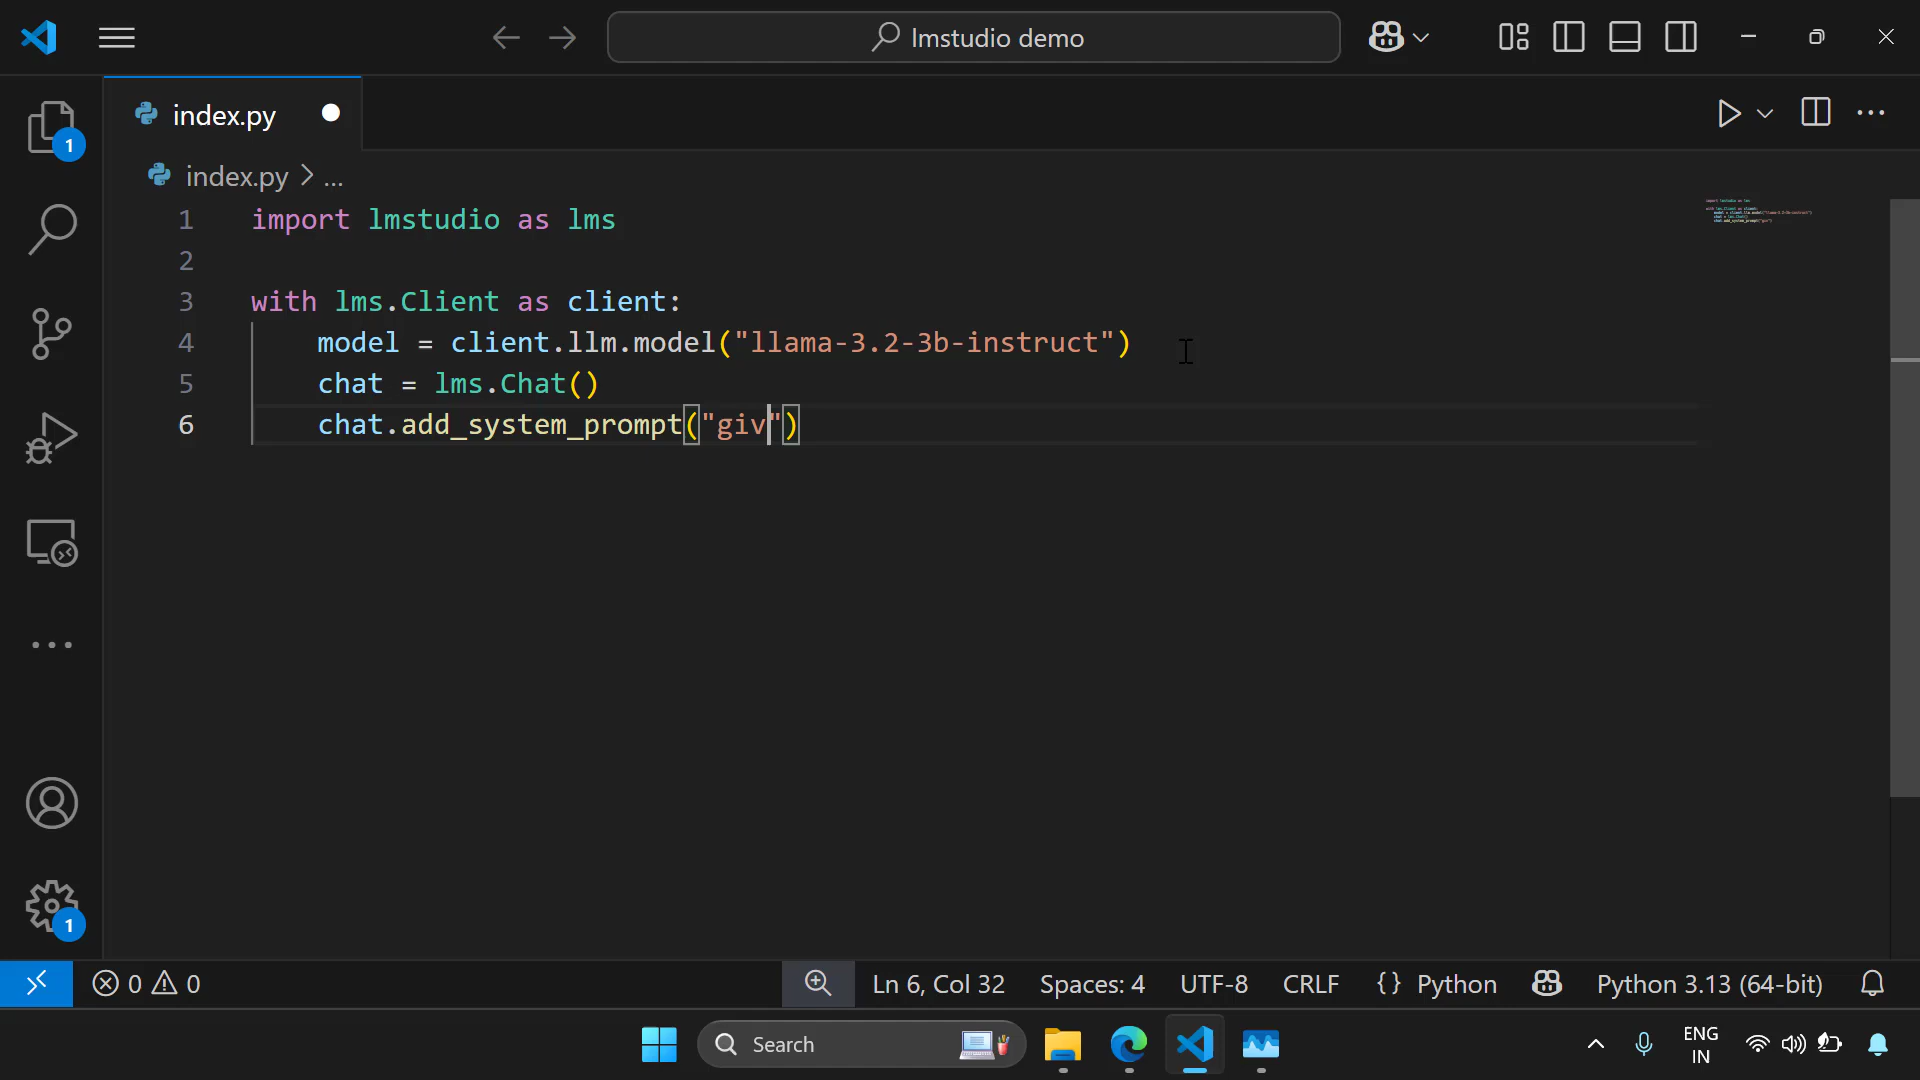 lmstudio demo
index.py
1
index.py > ...
1 import lmstudio as lms
2
3 with lms.Client as client:
4 model = client.llm.model("llama-3.2-3b-instruct")
5 chat = lms.Chat()
6 chat.add_system_prompt("giv")
1
0 0
Ln 6, Col 32
Spaces: 4
UTF-8
CRLF
{ } Python
Python 3.13 (64-bit)
Search
ENG
IN